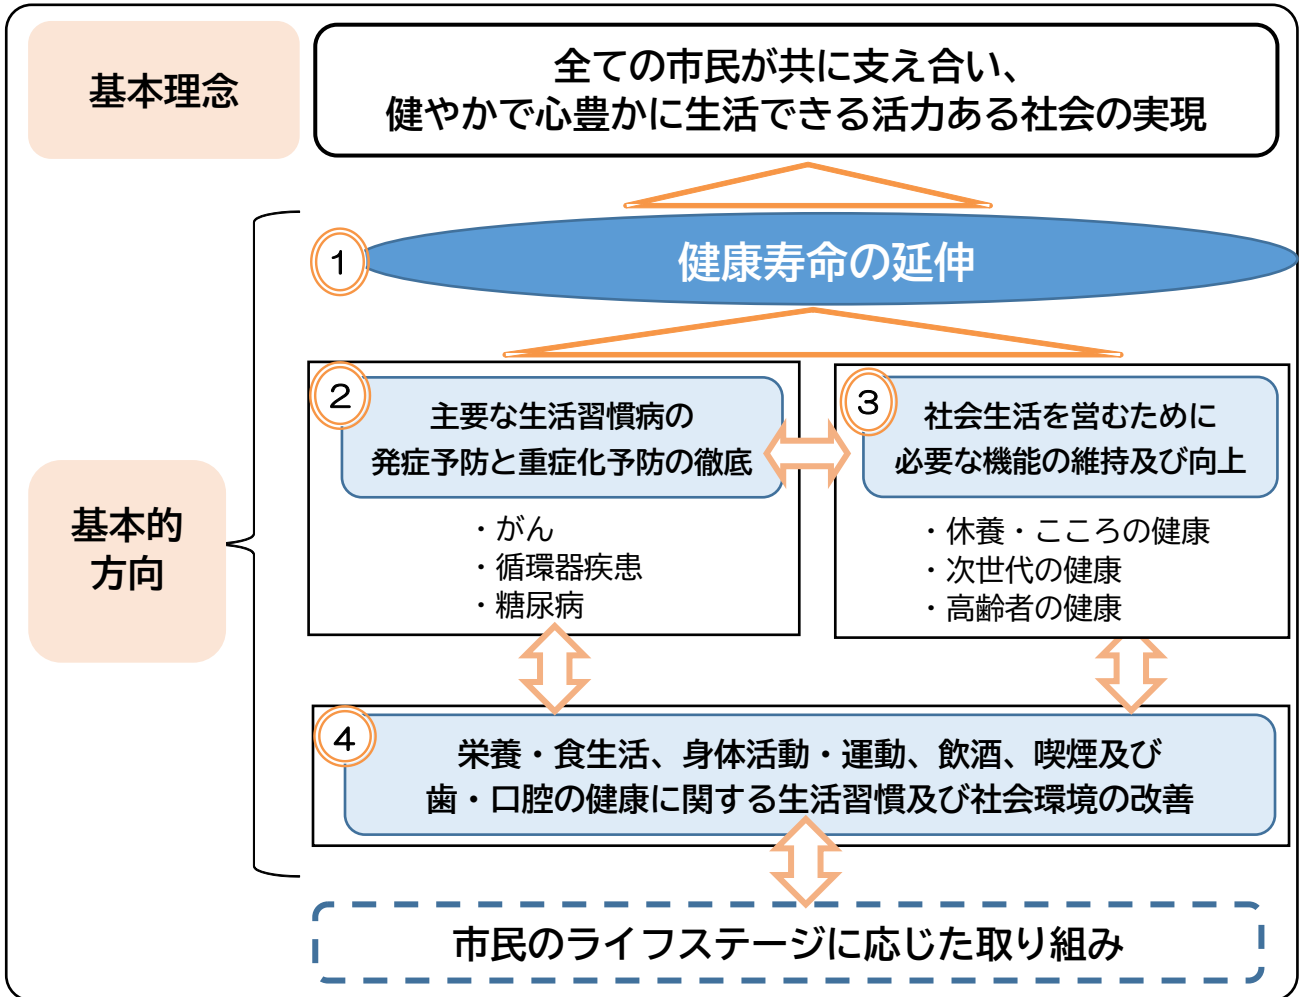 基本理念
全ての市民が共に支え合い、
健やかで心豊かに生活できる活力ある社会の実現
基本的
方向
1
健康寿命の延伸
2
主要な生活習慣病の
発症予防と重症化予防の徹底
・がん
・循環器疾患
・糖尿病
3
社会生活を営むために
必要な機能の維持及び向上
・休養・こころの健康
・次世代の健康
・高齢者の健康
4
栄養・食生活、身体活動・運動、飲酒、喫煙及び
歯・口腔の健康に関する生活習慣及び社会環境の改善
市民のライフステージに応じた取り組み